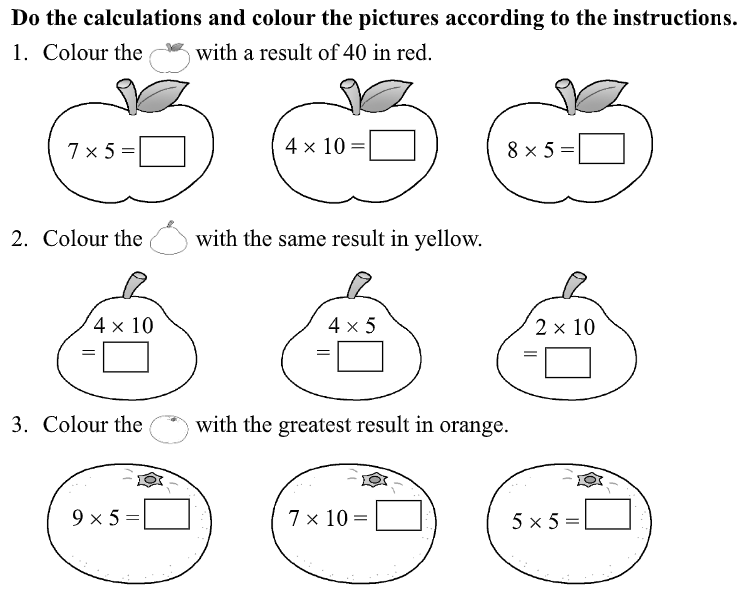 Do the calculations and colour the pictures according to the instructions.
1. Colour the with a result of 40 in red.
7 × 5 =
4 × 10 =
8 × 5 =
2. Colour the with the same result in yellow.
4 × 10
=
4 × 5
=
2 × 10
=
3. Colour the with the greatest result in orange.
9 × 5 =
7 × 10 =
5 × 5 =